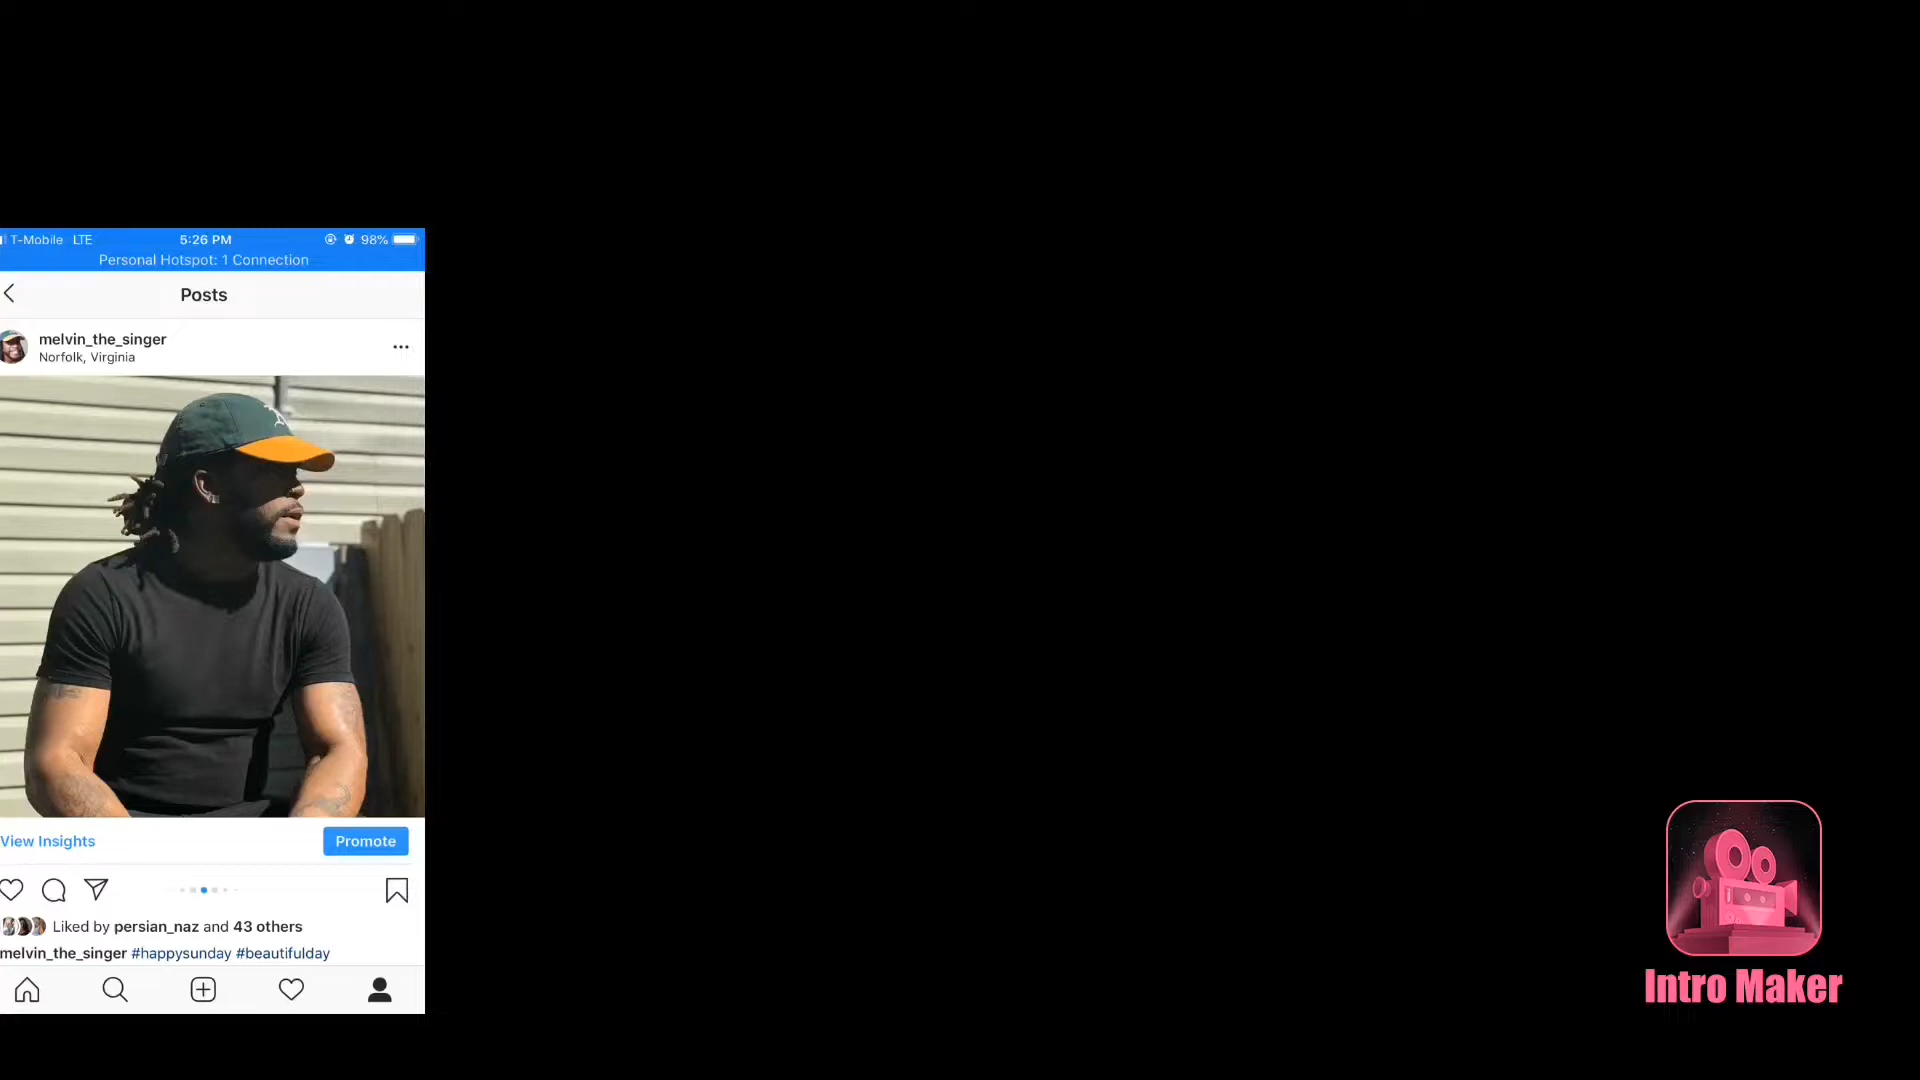 T-Mobile LTE 5:26 PM 98%
Personal Hotspot: 1 Connection
Posts
melvin_the_singer
Norfolk, Virginia
View Insights
Promote
Liked by persian_naz and 43 others
melvin_the_singer #happysunday #beautifulday
Intro Maker